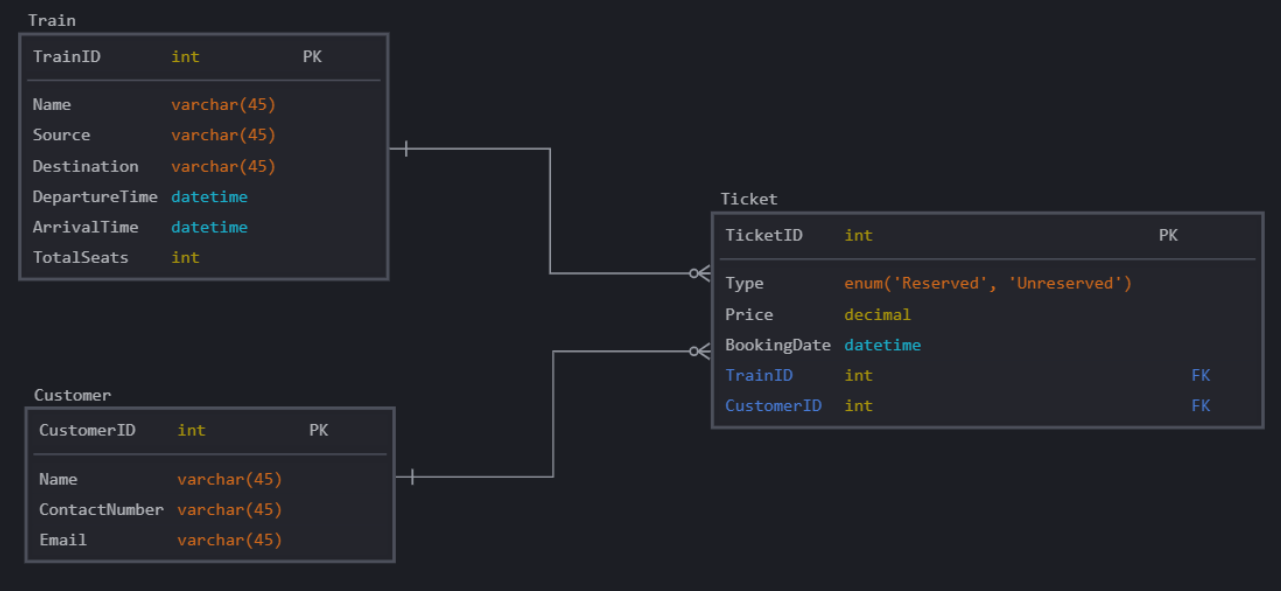 Train
TrainID int PK
Name varchar(45)
Source varchar(45)
Destination varchar(45)
DepartureTime datetime
ArrivalTime datetime
TotalSeats int
Ticket
TicketID int PK
Type enum('Reserved', 'Unreserved')
Price decimal
BookingDate datetime
TrainID int FK
CustomerID int FK
Customer
CustomerID int PK
Name varchar(45)
ContactNumber varchar(45)
Email varchar(45)